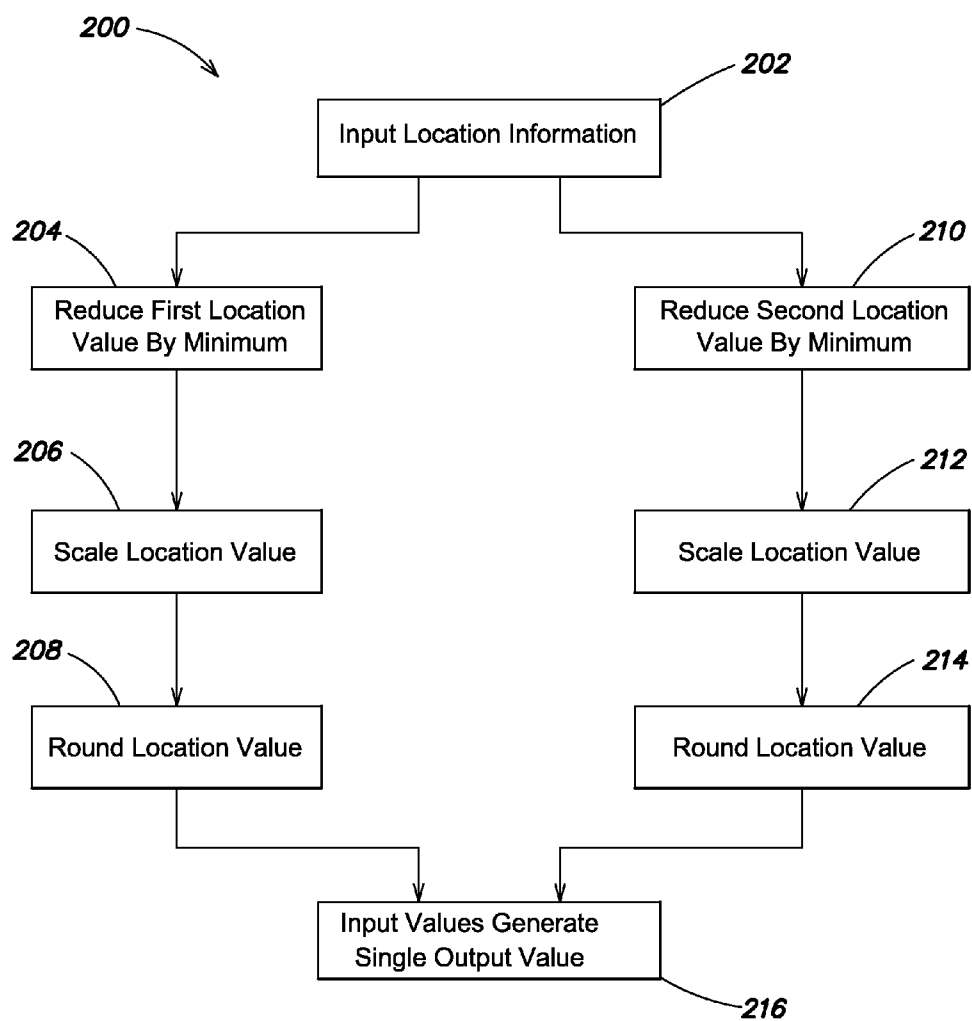 200
202
Input Location Information
204
210
Reduce First Location
Value By Minimum
Reduce Second Location
Value By Minimum
206
212
Scale Location Value
Scale Location Value
208
214
Round Location Value
Round Location Value
Input Values Generate
Single Output Value
216